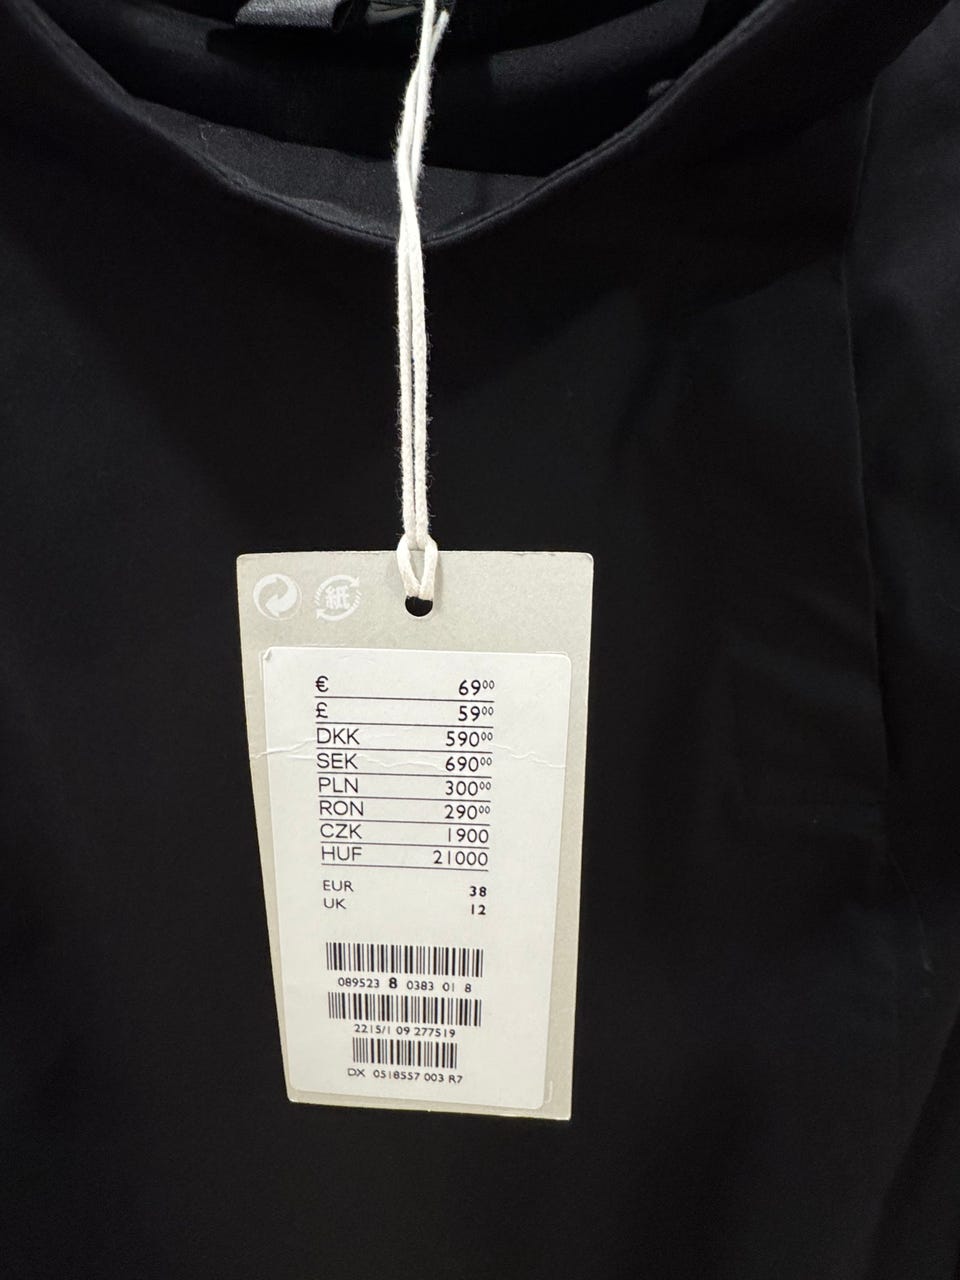 紙
€ 69⁰⁰
£ 59⁰⁰
DKK 590⁰⁰
SEK 690⁰⁰
PLN 300⁰⁰
RON 290⁰⁰
CZK 1900
HUF 21000
EUR 38
UK 12
089523 8 0383 01 8
2215/1 09 277519
DX 0518557 003 R7